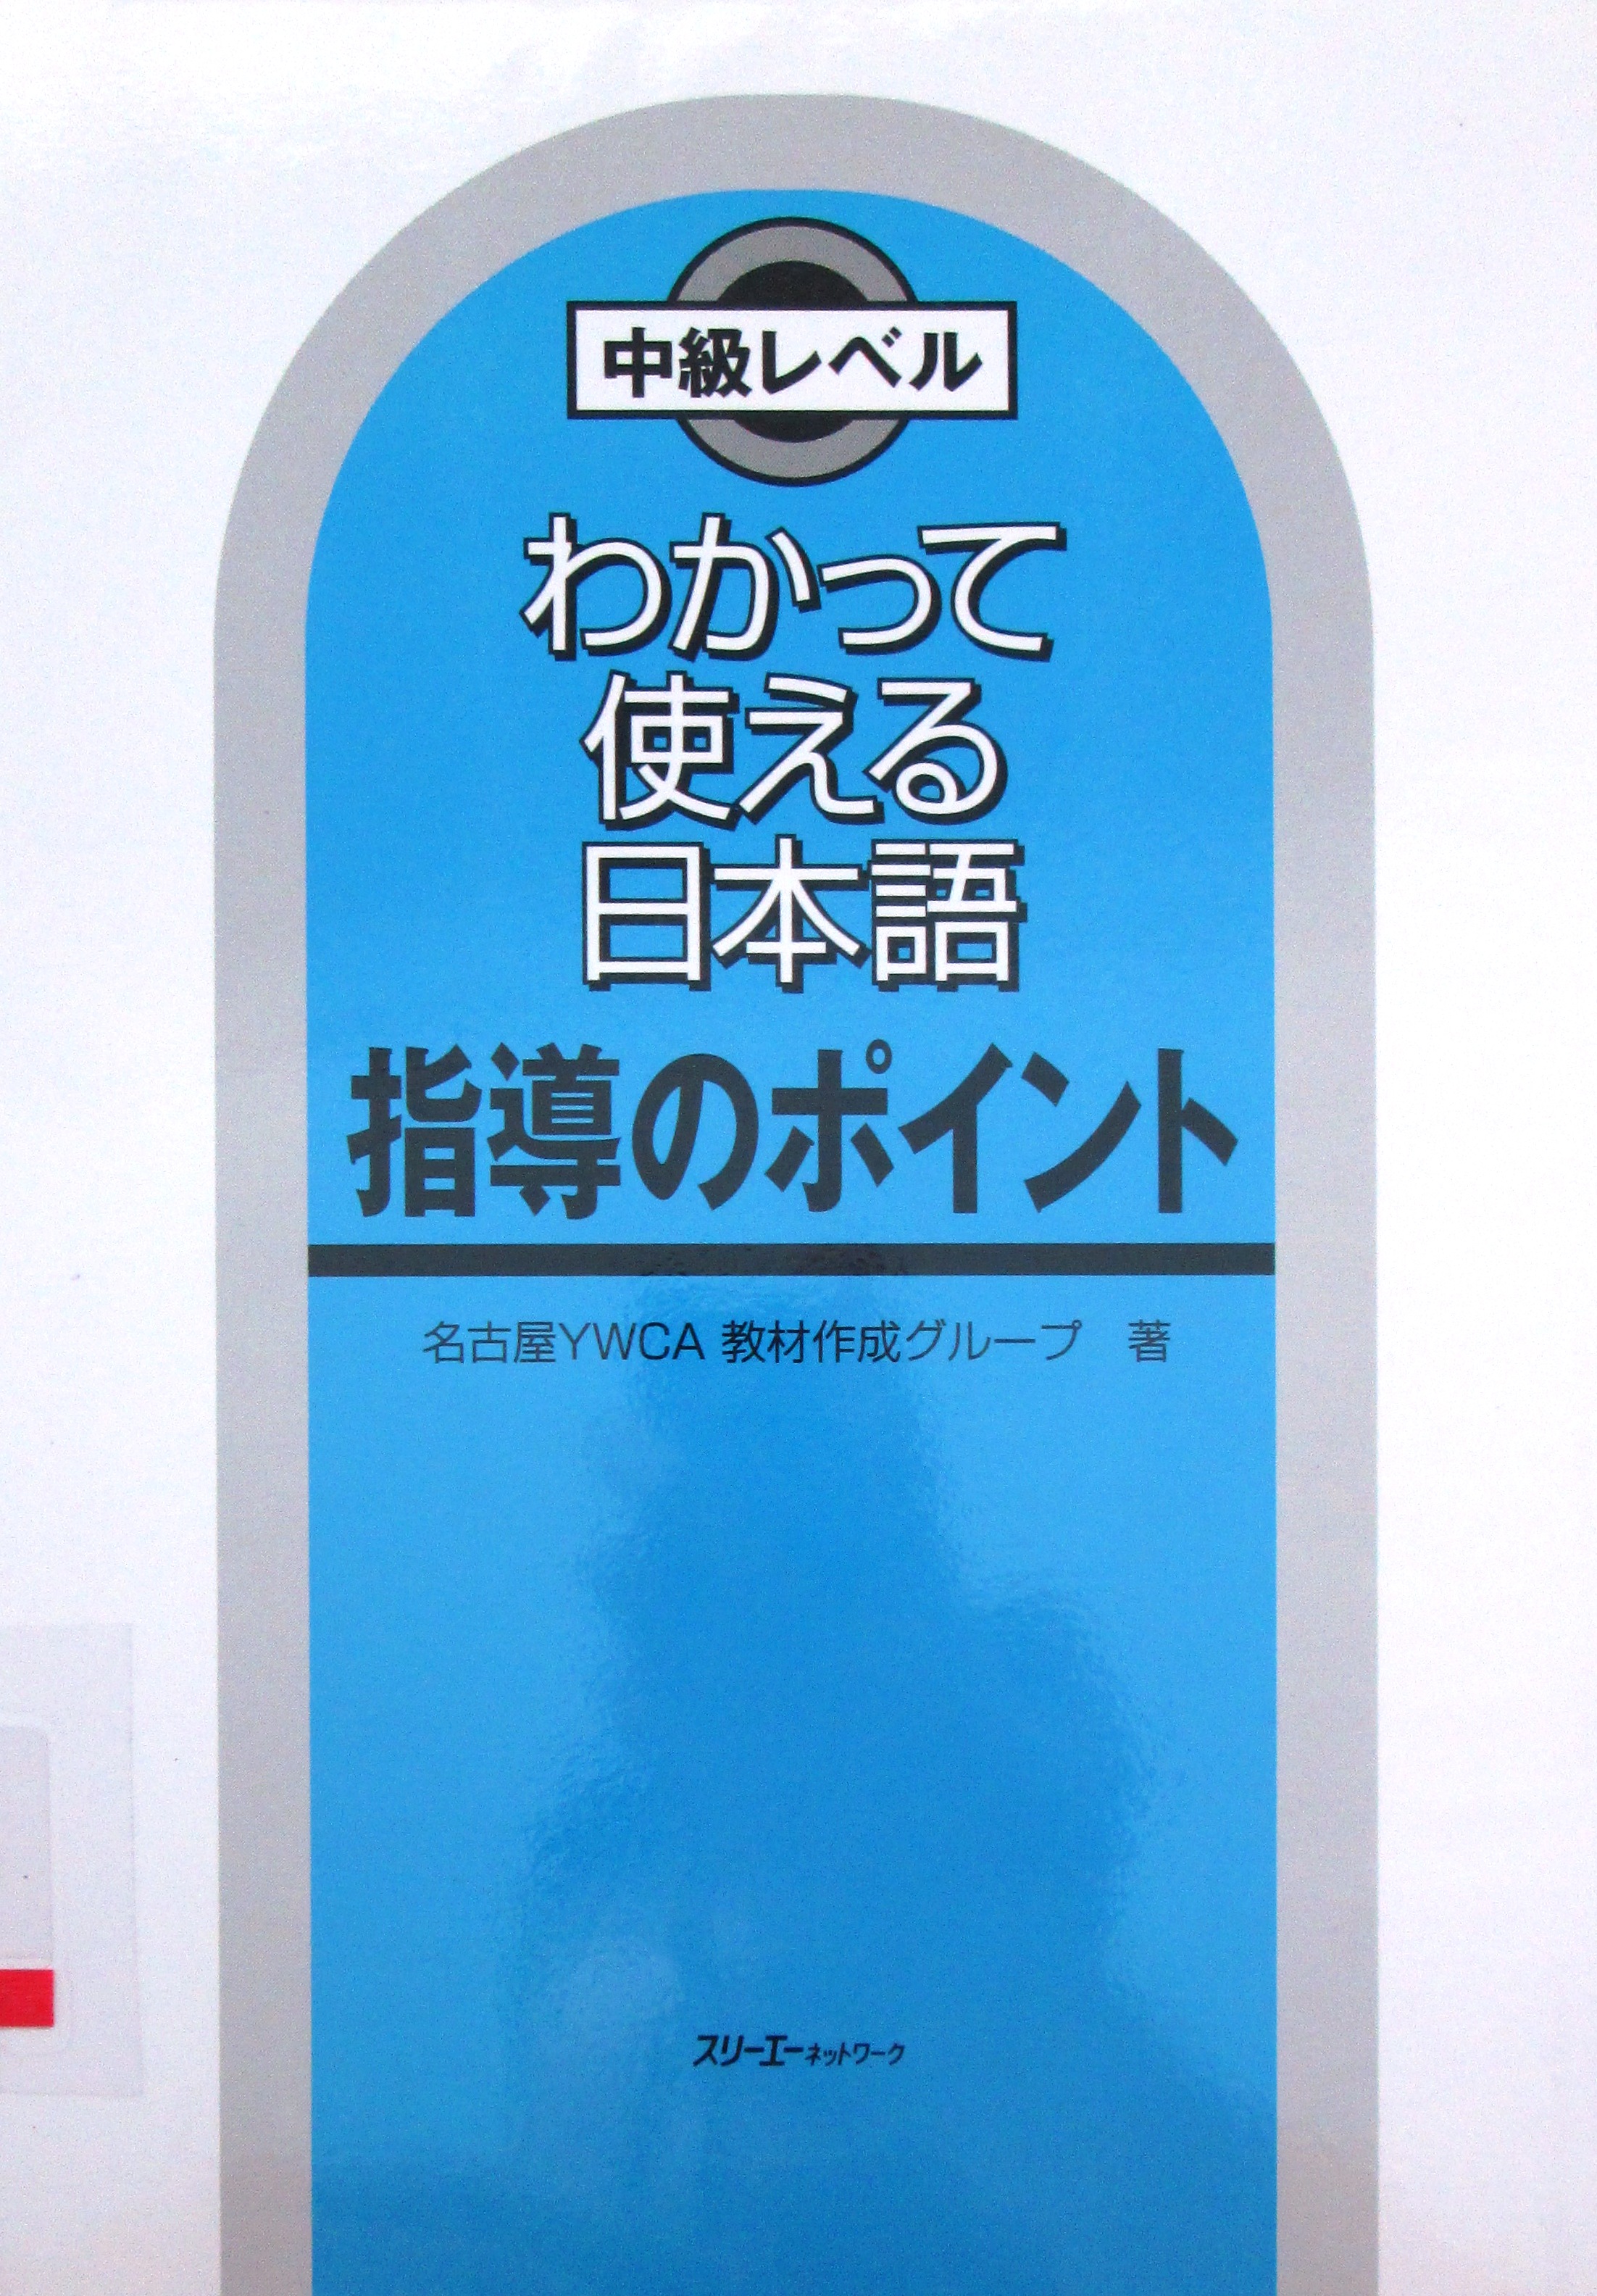 中級レベル
わかって
使える
日本語
指導のポイント
名古屋YWCA 教材作成グループ　著
スリーエーネットワーク